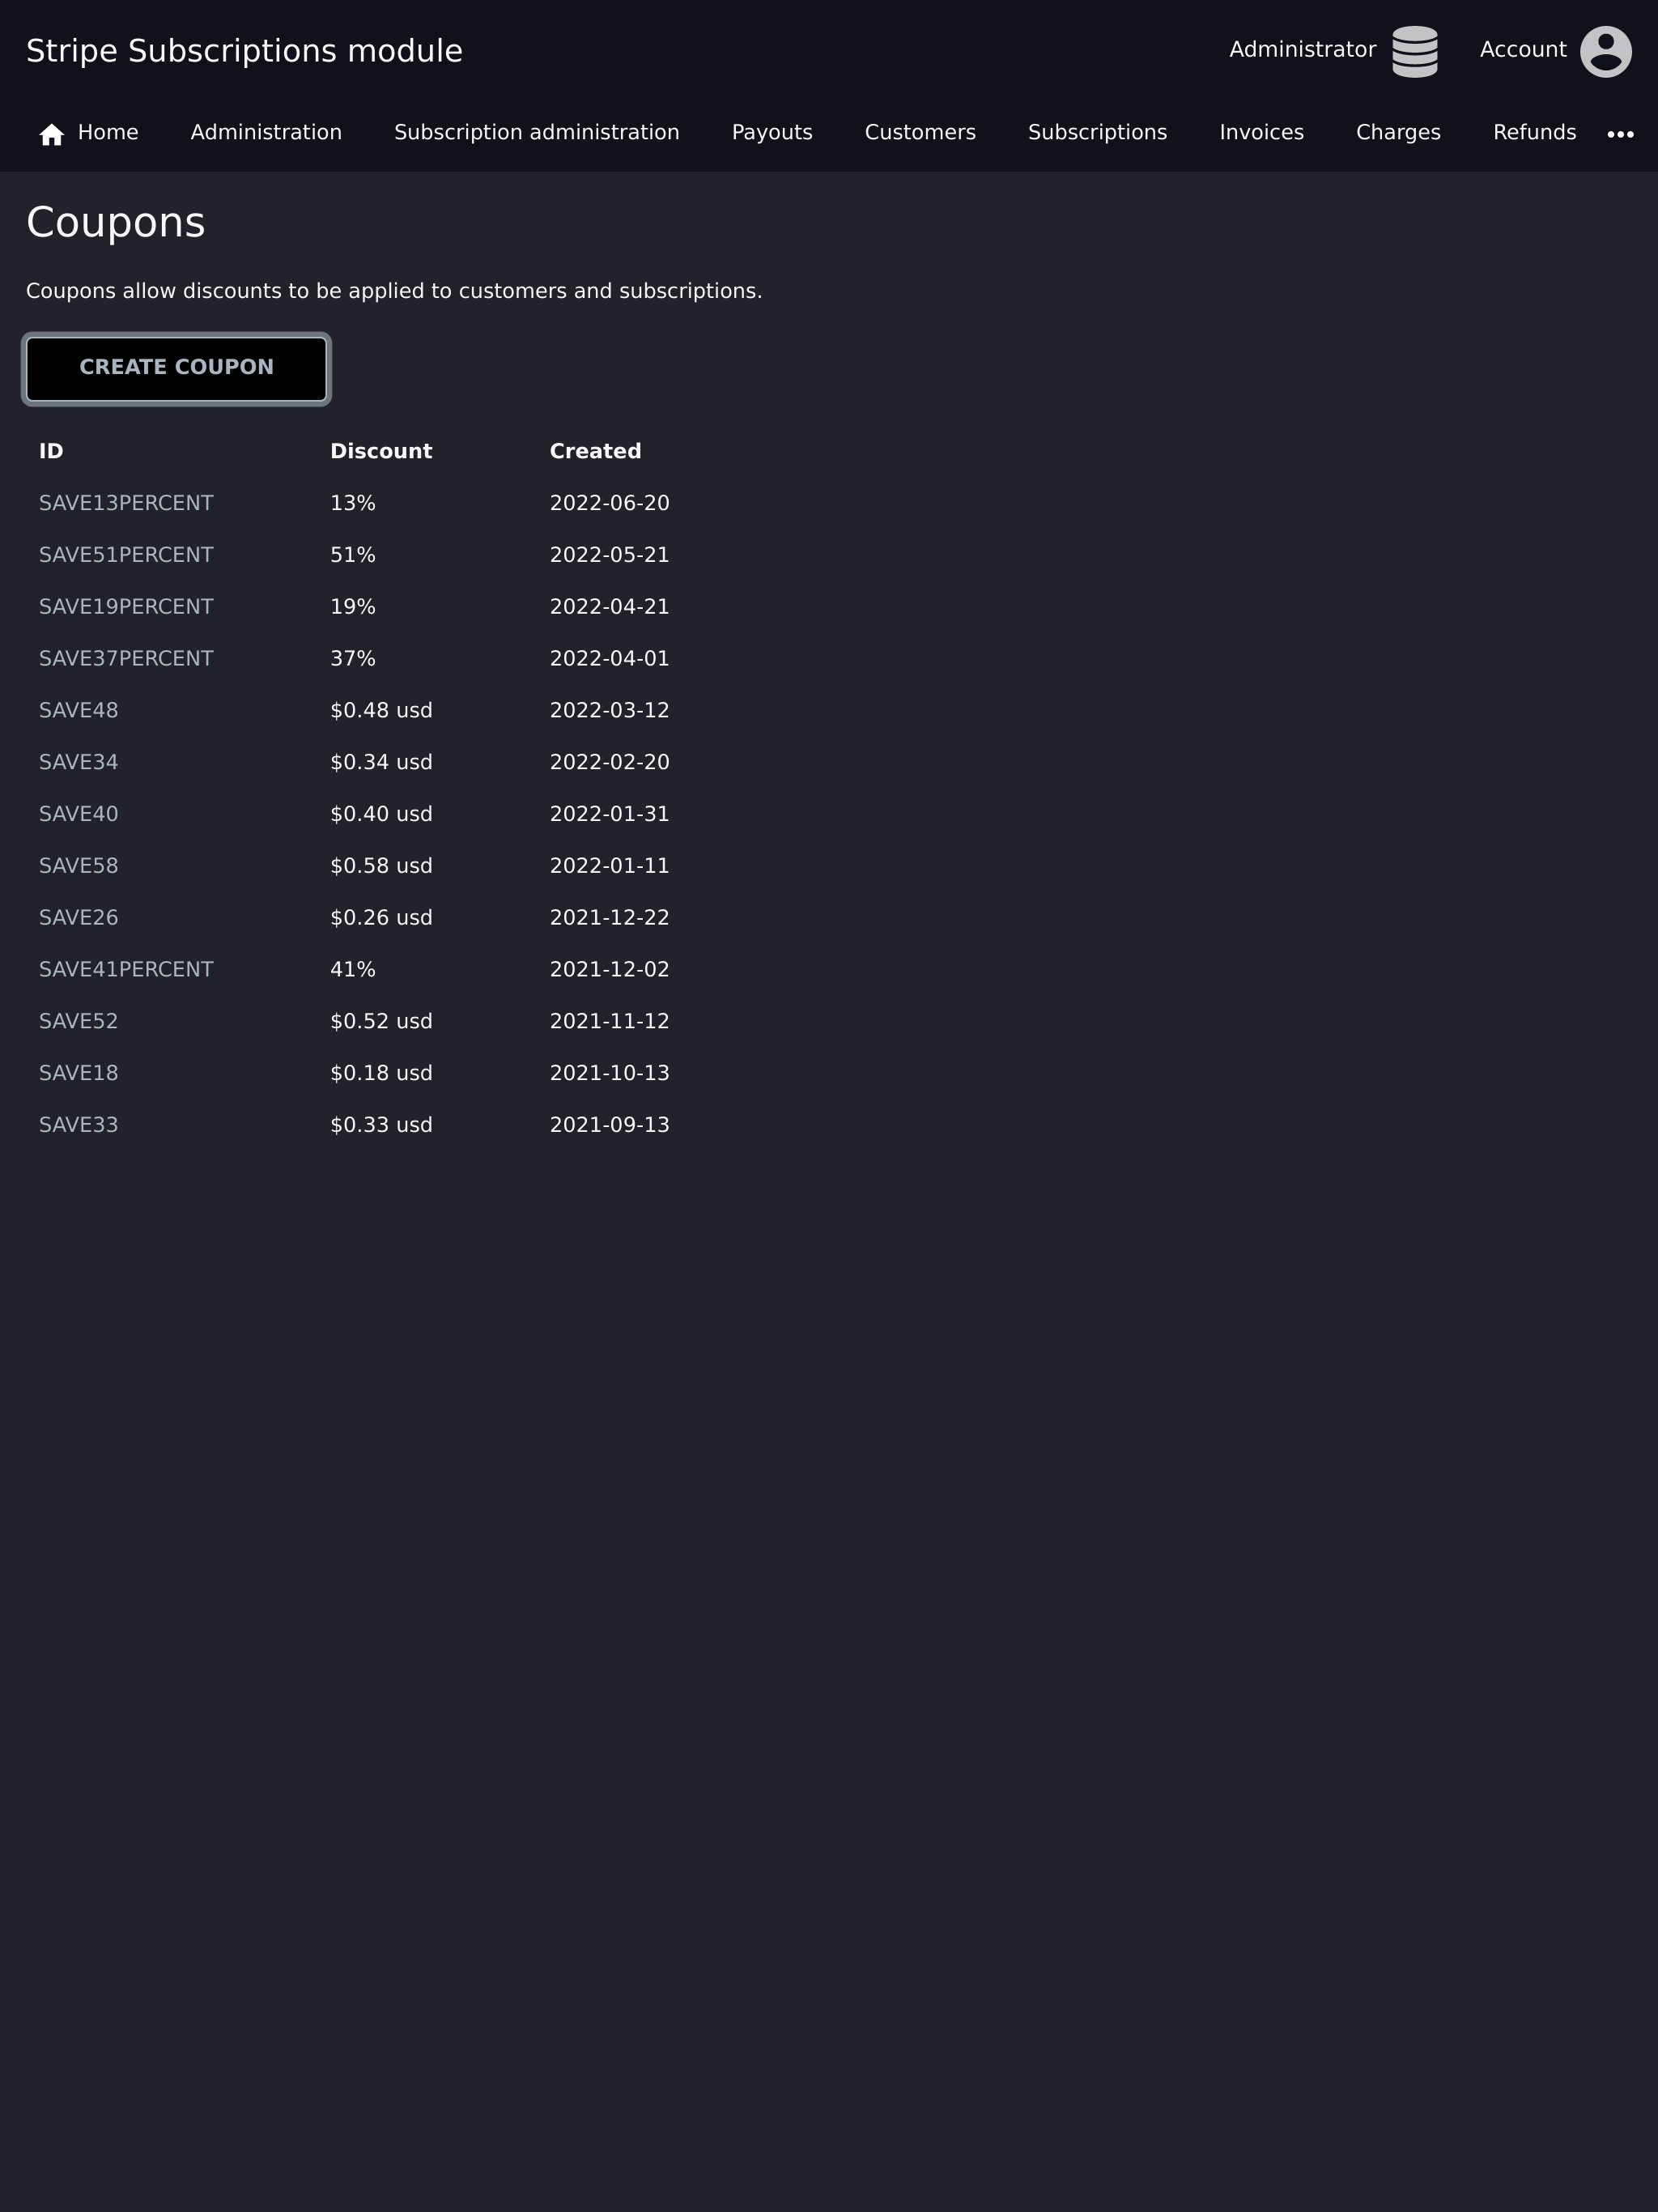 Stripe Subscriptions module
Administrator Account
Home Administration Subscription administration Payouts Customers Subscriptions Invoices Charges Refunds •••
Coupons
Coupons allow discounts to be applied to customers and subscriptions.
CREATE COUPON
ID Discount Created
SAVE13PERCENT 13% 2022-06-20
SAVE51PERCENT 51% 2022-05-21
SAVE19PERCENT 19% 2022-04-21
SAVE37PERCENT 37% 2022-04-01
SAVE48 $0.48 usd 2022-03-12
SAVE34 $0.34 usd 2022-02-20
SAVE40 $0.40 usd 2022-01-31
SAVE58 $0.58 usd 2022-01-11
SAVE26 $0.26 usd 2021-12-22
SAVE41PERCENT 41% 2021-12-02
SAVE52 $0.52 usd 2021-11-12
SAVE18 $0.18 usd 2021-10-13
SAVE33 $0.33 usd 2021-09-13